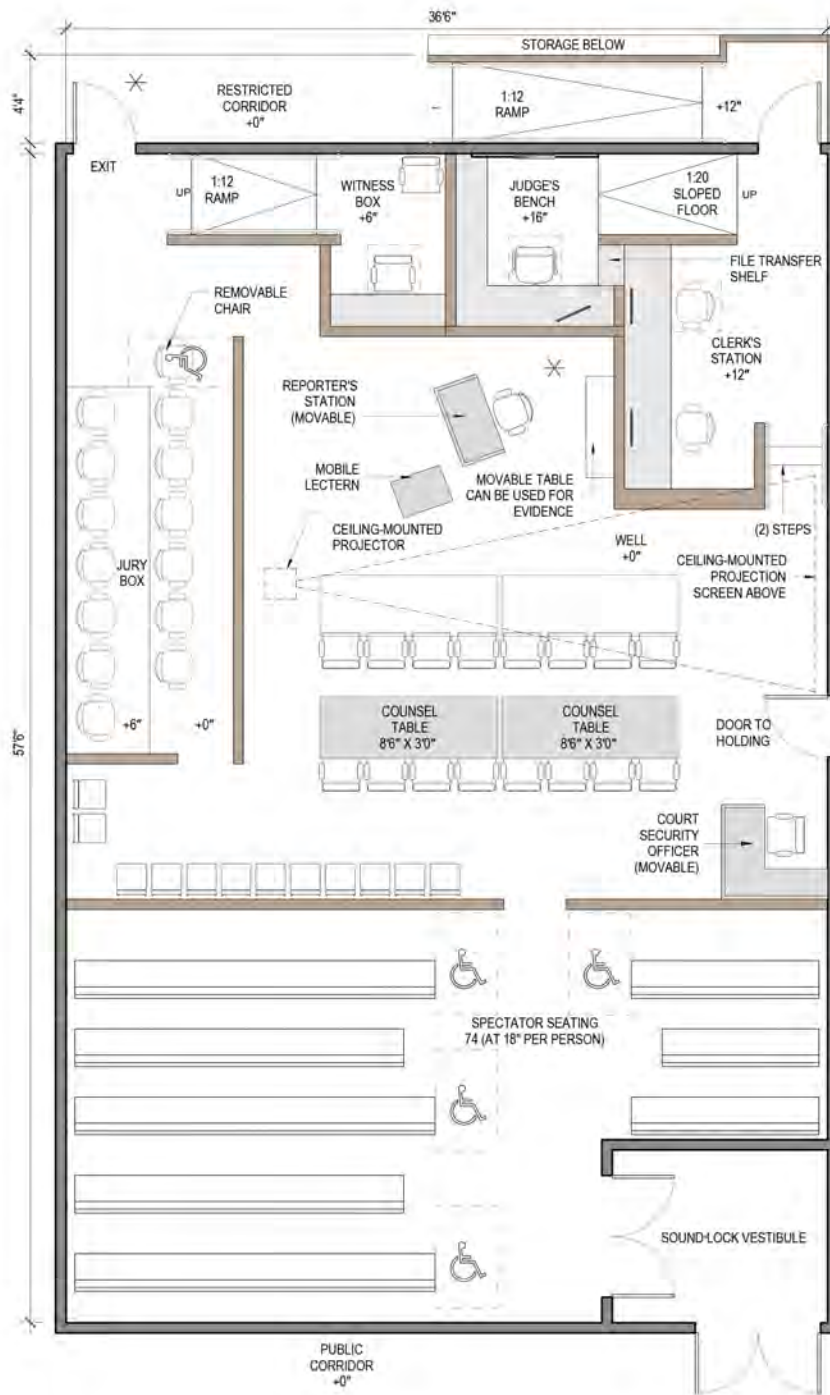 36'6"
STORAGE BELOW
4'4"
RESTRICTED
CORRIDOR
+0"
1:12
RAMP
+12"
EXIT
UP
1:12
RAMP
WITNESS
BOX
+6"
JUDGE'S
BENCH
+16"
1:20
SLOPED
FLOOR
UP
FILE TRANSFER
SHELF
REMOVABLE
CHAIR
CLERK'S
STATION
+12"
REPORTER'S
STATION
(MOVABLE)
MOBILE
LECTERN
MOVABLE TABLE
CAN BE USED FOR
EVIDENCE
CEILING-MOUNTED
PROJECTOR
(2) STEPS
WELL
+0"
JURY
BOX
CEILING-MOUNTED
PROJECTION
SCREEN ABOVE
+6"
+0"
COUNSEL
TABLE
8'6" X 3'0"
COUNSEL
TABLE
8'6" X 3'0"
DOOR TO
HOLDING
57'6"
COURT
SECURITY
OFFICER
(MOVABLE)
SPECTATOR SEATING
74 (AT 18" PER PERSON)
SOUND-LOCK VESTIBULE
PUBLIC
CORRIDOR
+0"